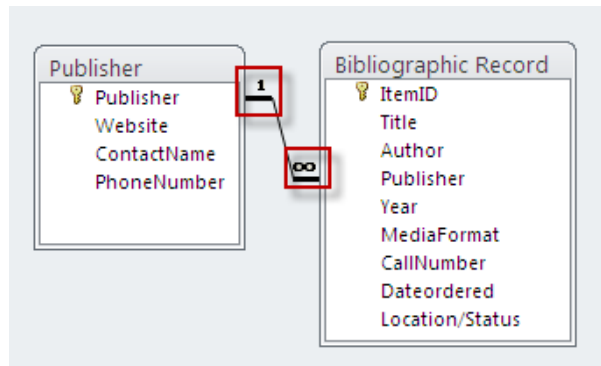 Publisher
Publisher
Website
ContactName
PhoneNumber
1
∞
Bibliographic Record
ItemID
Title
Author
Publisher
Year
MediaFormat
CallNumber
Dateordered
Location/Status